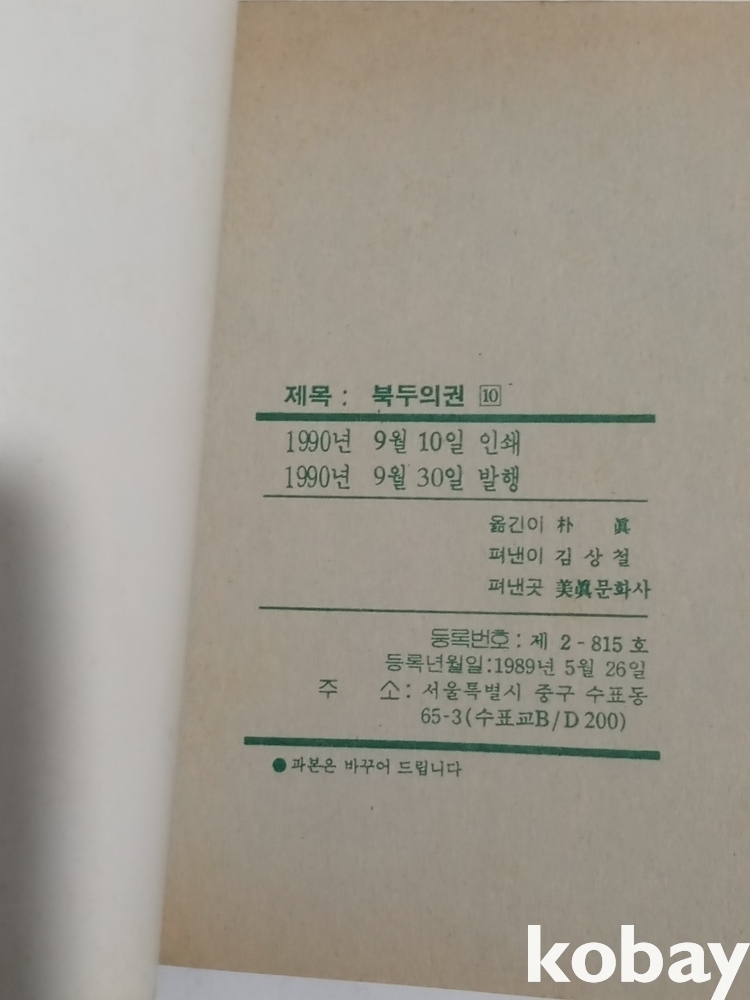 제목 : 북두의권 10
1990년 9월 10일 인쇄
1990년 9월 30일 발행
옮긴이 朴 眞
펴낸이 김 상 철
펴낸곳 美眞문화사
등록번호 : 제 2 - 815 호
등록년월일:1989년 5월 26일
주 소: 서울특별시 중구 수표동
65-3(수표교B/D 200)
●파본은 바꾸어 드립니다
kobay